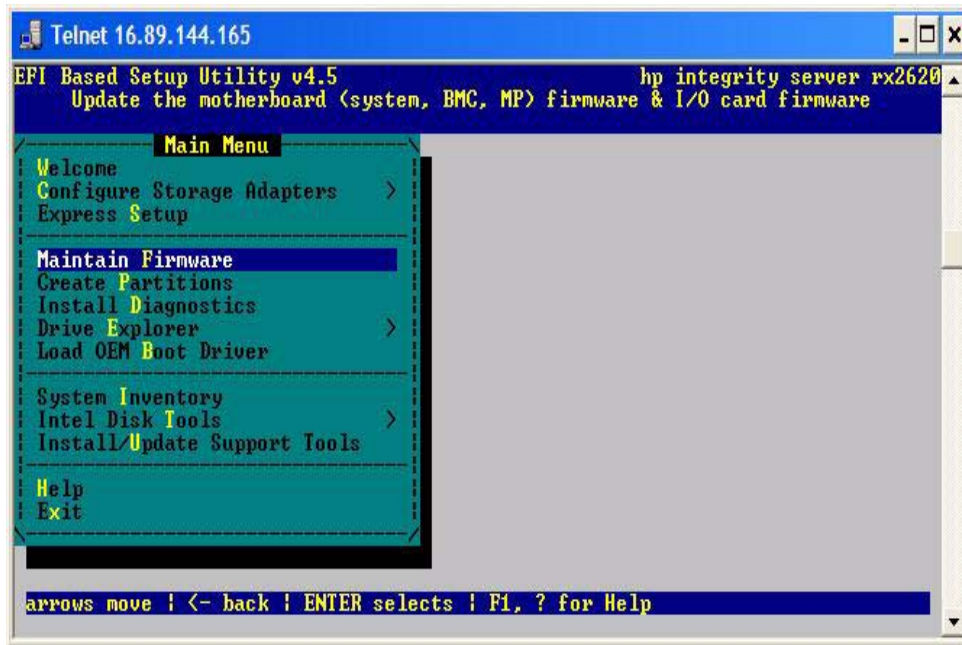 Telnet 16.89.144.165
EFI Based Setup Utility v4.5 hp integrity server rx2620
Update the motherboard (system, BMC, MP) firmware & I/O card firmware
Main Menu
Welcome
Configure Storage Adapters >
Express Setup
Maintain Firmware
Create Partitions
Install Diagnostics
Drive Explorer >
Load OEM Boot Driver
System Inventory
Intel Disk Tools >
Install/Update Support Tools
Help
Exit
arrows move ¦ <- back ¦ ENTER selects ¦ F1, ? for Help